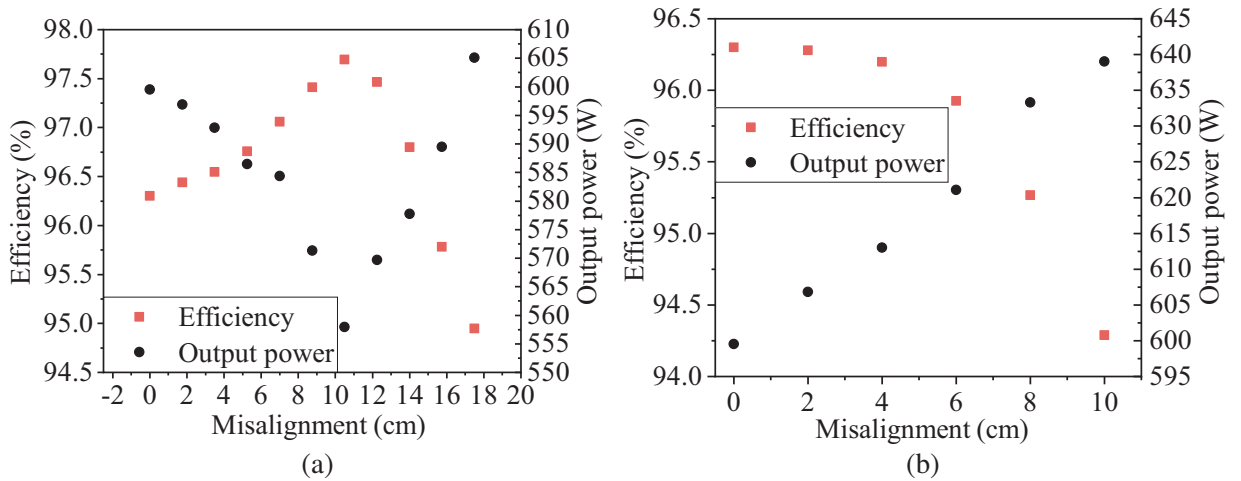 98.0
97.5
97.0
96.5
96.0
95.5
95.0
94.5
Efficiency (%)
Efficiency
Output power
610
605
600
595
590
585
580
575
570
565
560
555
550
Output power (W)
-2 0 2 4 6 8 10 12 14 16 18 20
Misalignment (cm)
(a)
96.5
96.0
95.5
95.0
94.5
94.0
Efficiency (%)
Efficiency
Output power
645
640
635
630
625
620
615
610
605
600
595
Output power (W)
0 2 4 6 8 10
Misalignment (cm)
(b)